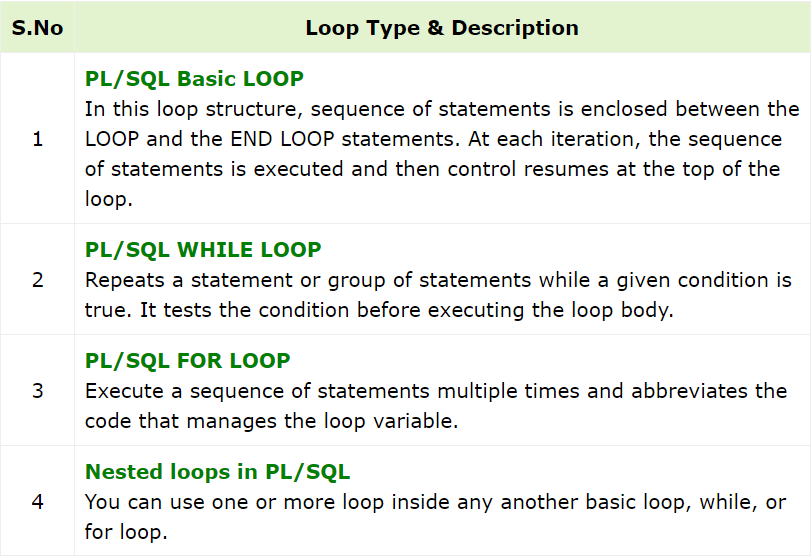 S.No Loop Type & Description
PL/SQL Basic LOOP
In this loop structure, sequence of statements is enclosed between the
1 LOOP and the END LOOP statements. At each iteration, the sequence
of statements is executed and then control resumes at the top of the
loop.
PL/SQL WHILE LOOP
2 Repeats a statement or group of statements while a given condition is
true. It tests the condition before executing the loop body.
PL/SQL FOR LOOP
3 Execute a sequence of statements multiple times and abbreviates the
code that manages the loop variable.
Nested loops in PL/SQL
4 You can use one or more loop inside any another basic loop, while, or
for loop.